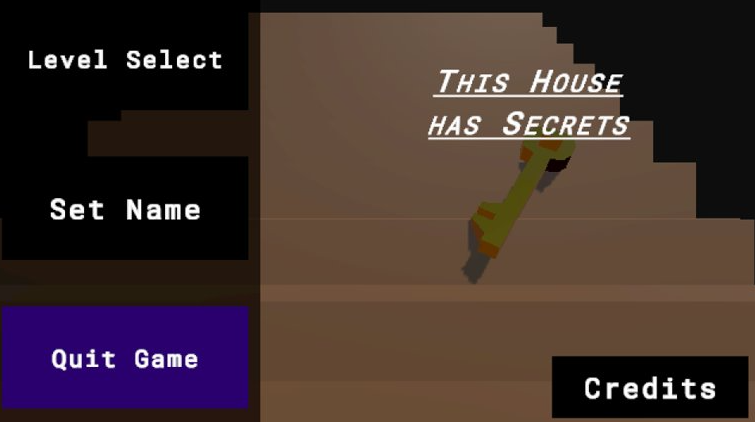 Level Select
This House
has Secrets
Set Name
Quit Game
Credits